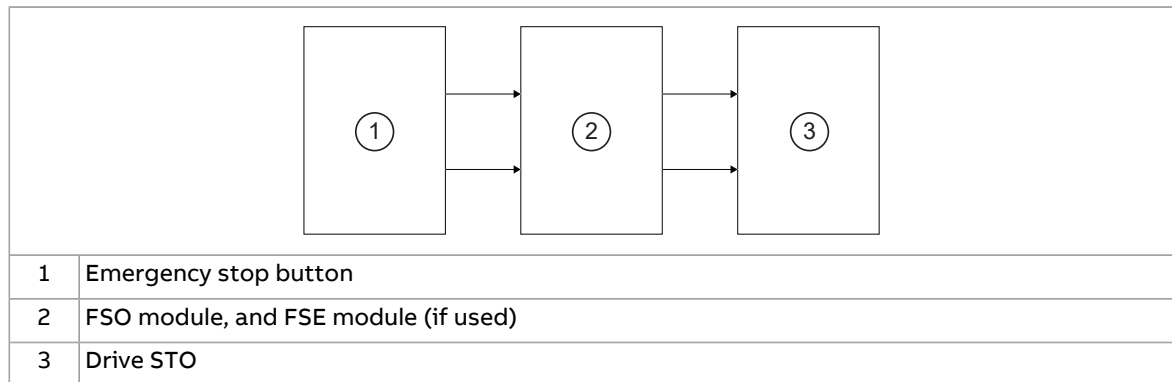 1 2 3
1 Emergency stop button
2 FSO module, and FSE module (if used)
3 Drive STO